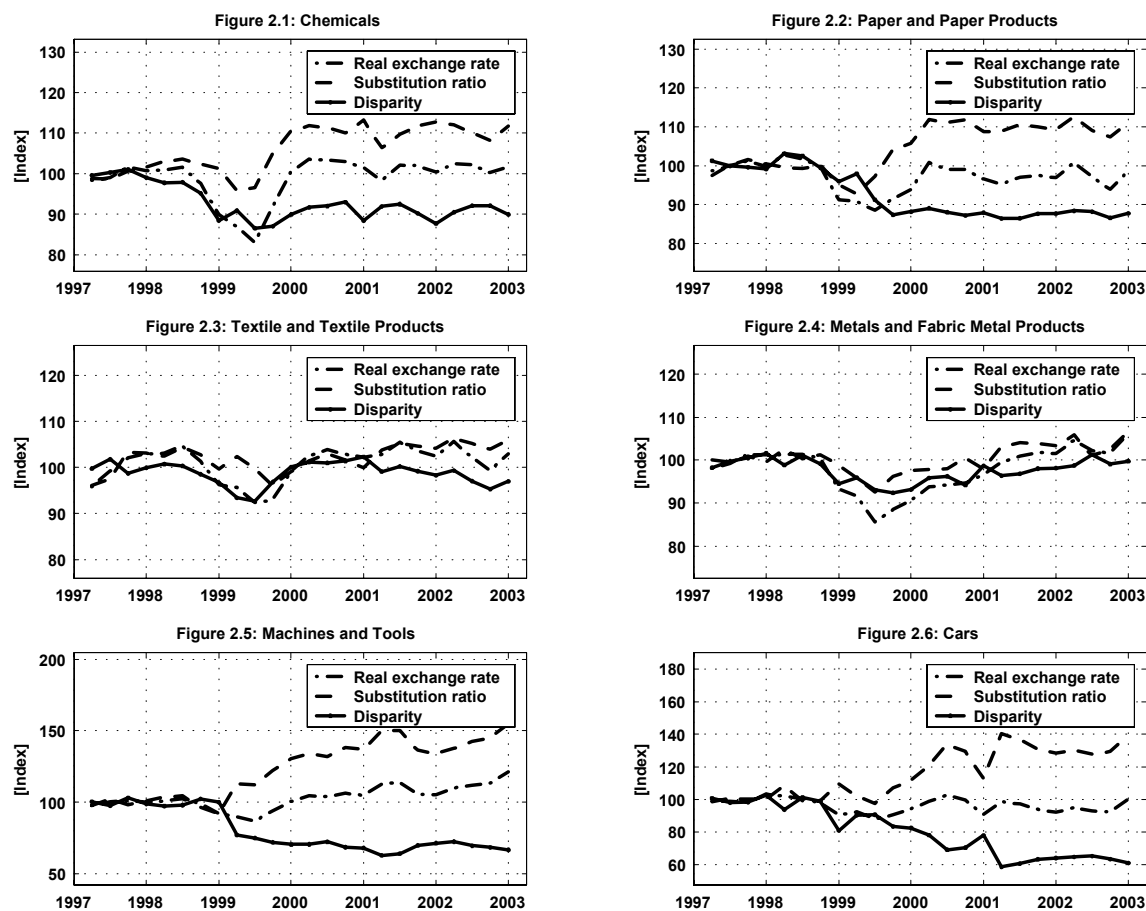 Figure 2.1: Chemicals
130
120
110
100
90
80
[Index]
Real exchange rate
Substitution ratio
Disparity
1997 1998 1999 2000 2001 2002 2003
Figure 2.2: Paper and Paper Products
130
120
110
100
90
80
[Index]
Real exchange rate
Substitution ratio
Disparity
1997 1998 1999 2000 2001 2002 2003
Figure 2.3: Textile and Textile Products
120
110
100
90
80
[Index]
Real exchange rate
Substitution ratio
Disparity
1997 1998 1999 2000 2001 2002 2003
Figure 2.4: Metals and Fabric Metal Products
120
110
100
90
80
[Index]
Real exchange rate
Substitution ratio
Disparity
1997 1998 1999 2000 2001 2002 2003
Figure 2.5: Machines and Tools
200
150
100
50
[Index]
Real exchange rate
Substitution ratio
Disparity
1997 1998 1999 2000 2001 2002 2003
Figure 2.6: Cars
180
160
140
120
100
80
60
[Index]
Real exchange rate
Substitution ratio
Disparity
1997 1998 1999 2000 2001 2002 2003